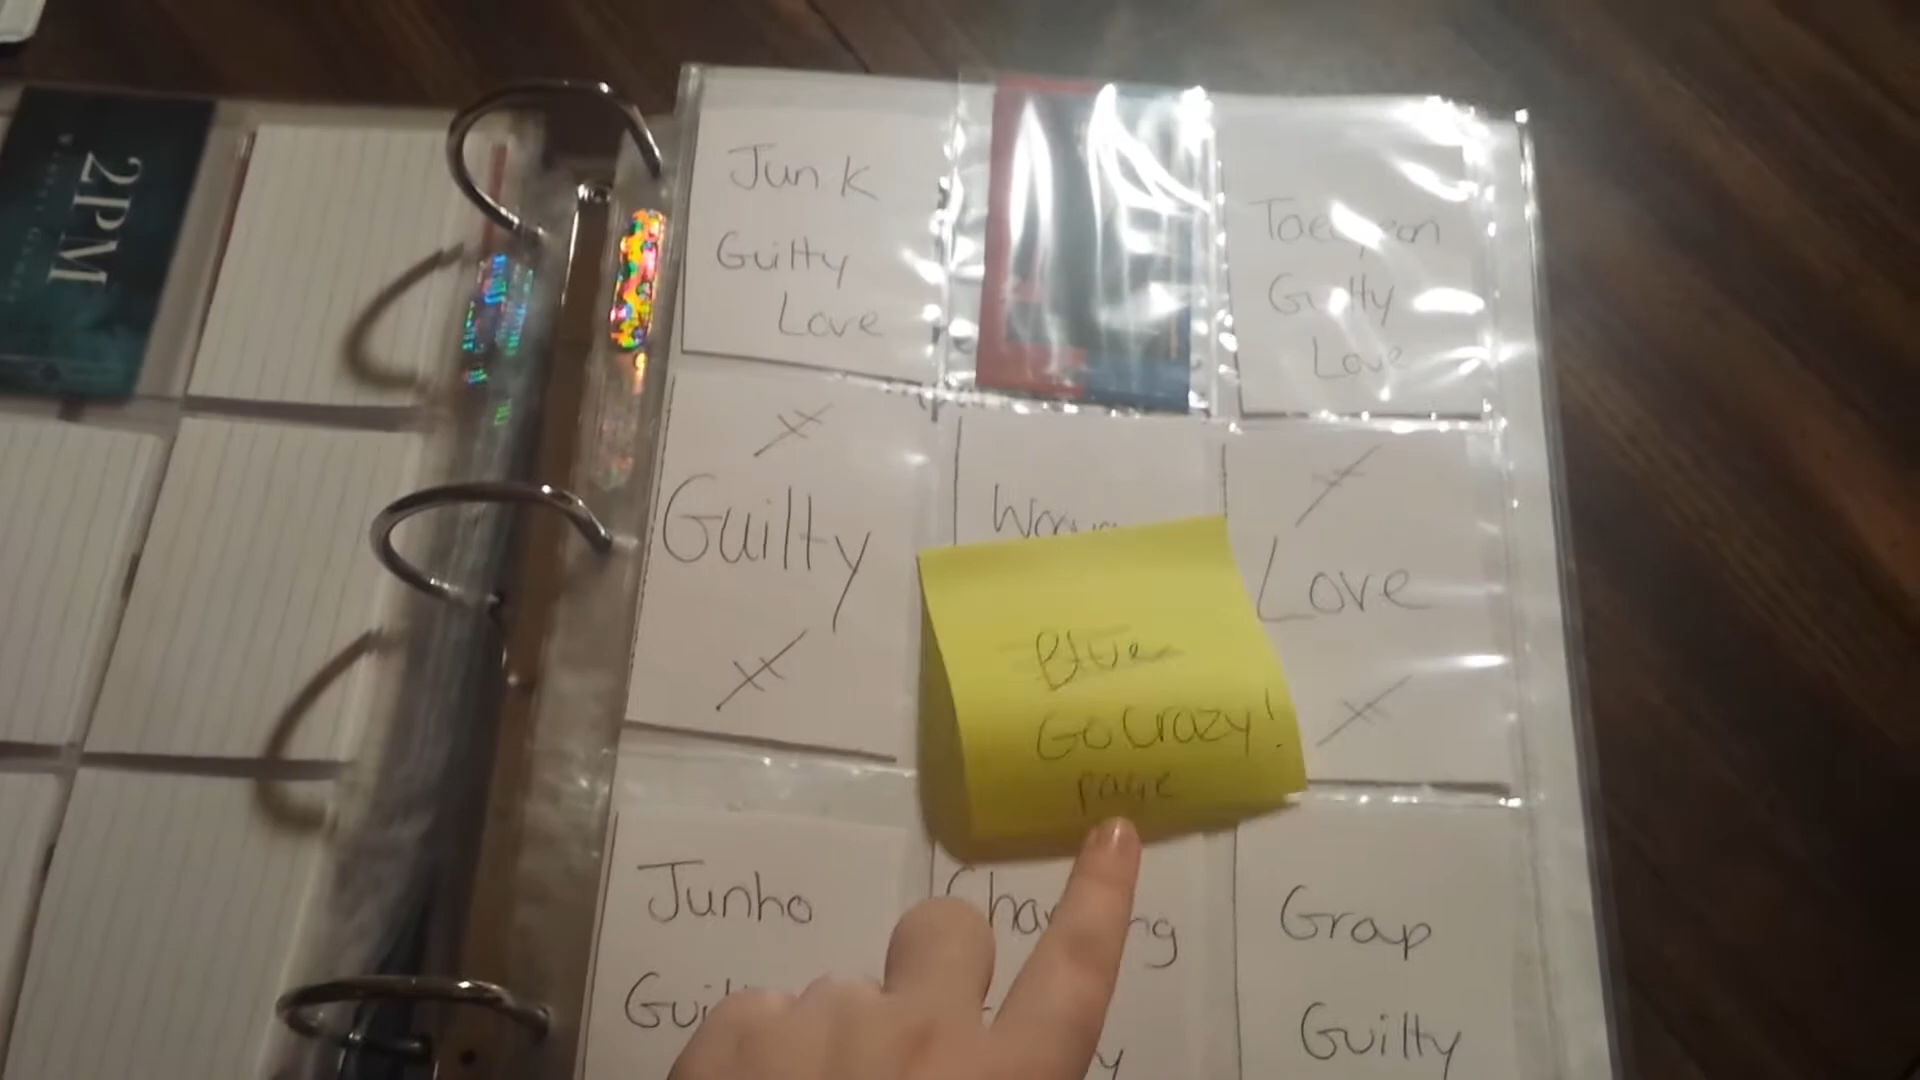 2PM
Jun K
Guilty
Love
Taecyeon
Guilty
Love
Guilty
Love
Go Crazy!
page
Junho
Grap
Guilty